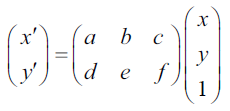 x′ = a b c x
y′ d e f y
1